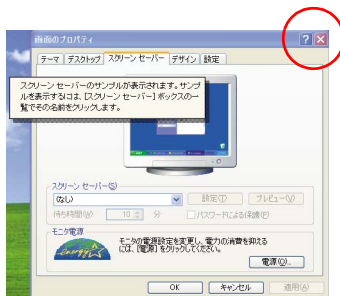 画面のプロパティ
テーマ デスクトップ スクリーン セーバー デザイン 設定
スクリーン セーバーのサンプルが表示されます。サンプ
ルを表示するには、[スクリーン セーバー] ボックスの一
覧でその名前をクリックします。
スクリーン セーバー(S)
(なし)
設定(T) プレビュー(V)
待ち時間(W) 10 分 パスワードによる保護(P)
モニタ電源
モニタの電源設定を変更し、電力の消費を抑える
には、[電源] をクリックしてください。
電源(O)...
OK キャンセル 適用(A)